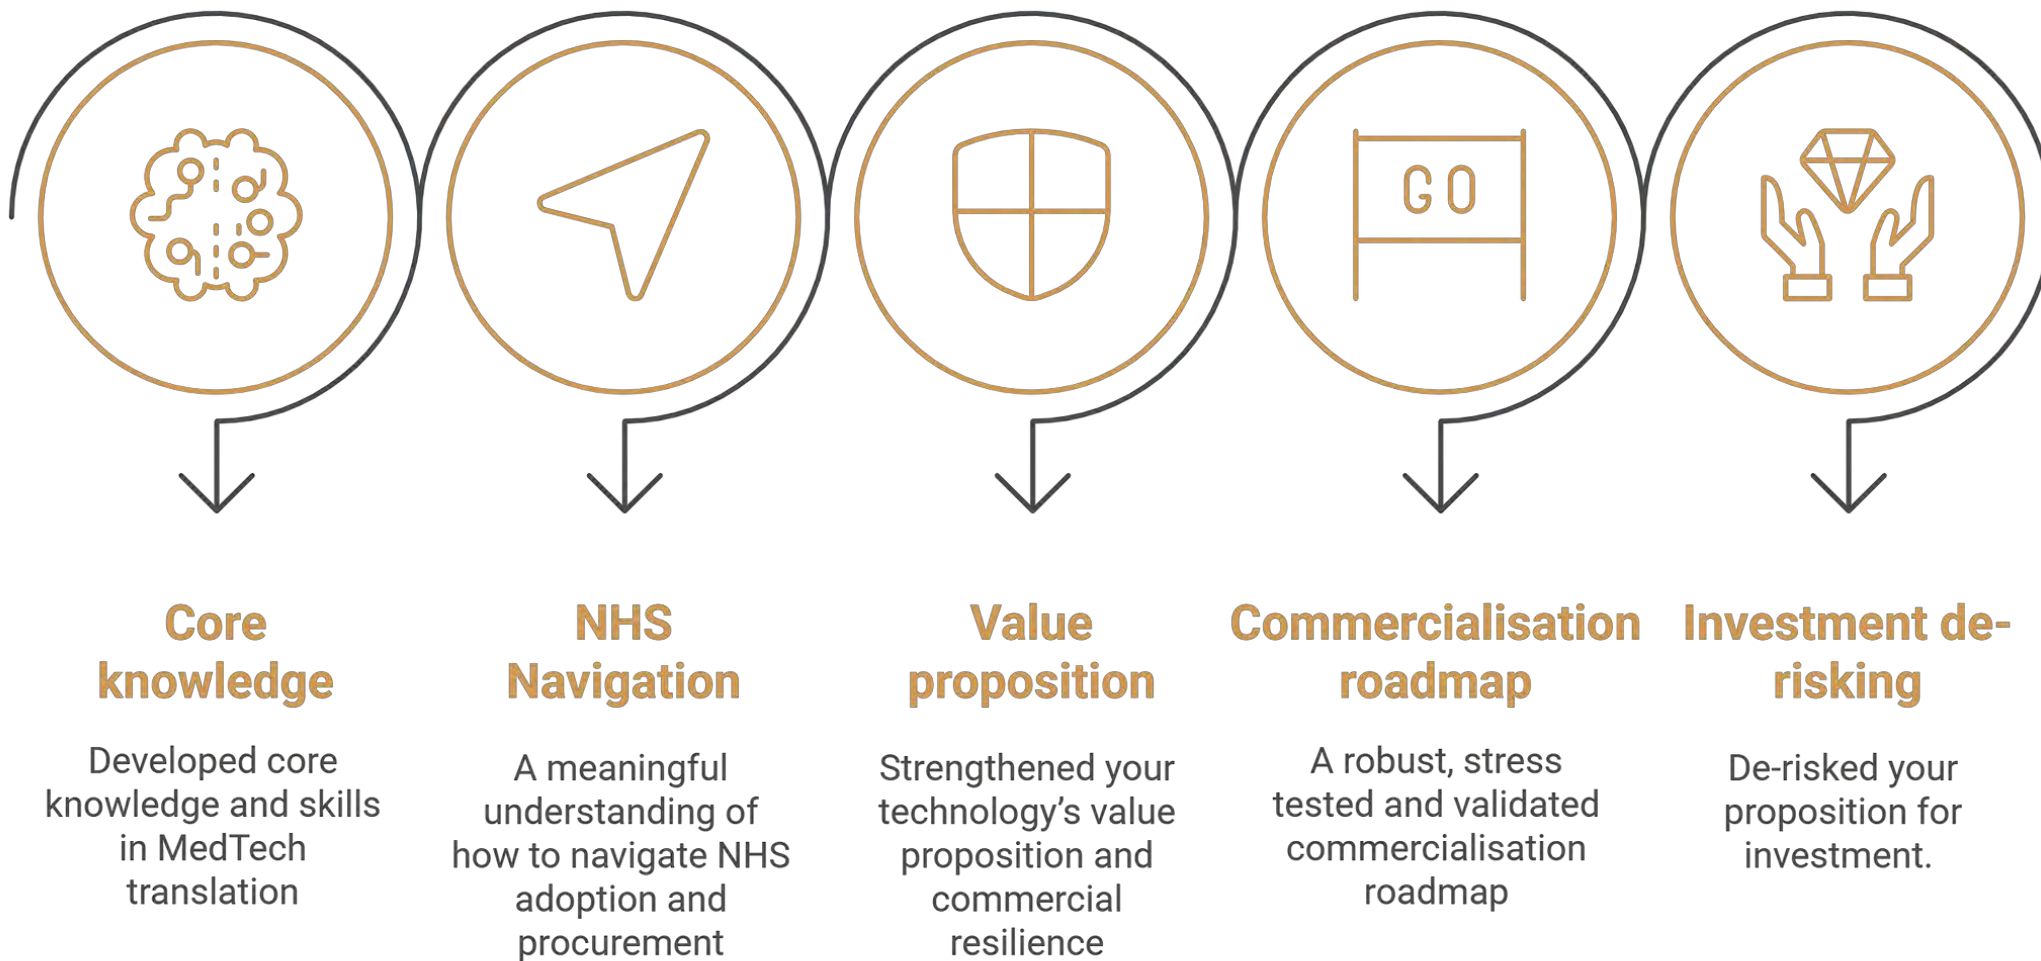 GO
Core
knowledge
Developed core
knowledge and skills
in MedTech
translation
NHS
Navigation
A meaningful
understanding of
how to navigate NHS
adoption and
procurement
Value
proposition
Strengthened your
technology’s value
proposition and
commercial
resilience
Commercialisation
roadmap
A robust, stress
tested and validated
commercialisation
roadmap
Investment de-
risking
De-risked your
proposition for
investment.